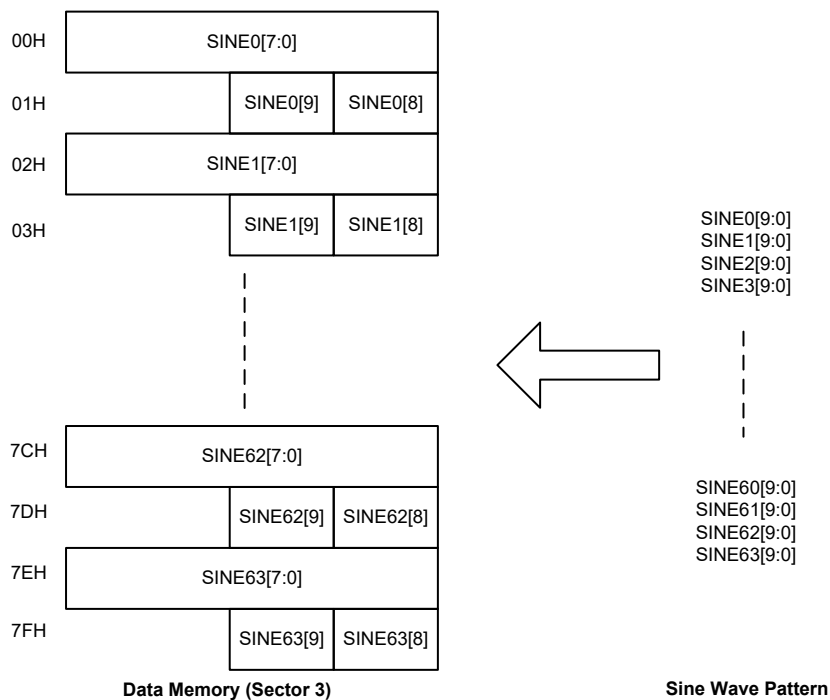 00H SINE0[7:0]
01H SINE0[9] SINE0[8]
02H SINE1[7:0]
03H SINE1[9] SINE1[8]
7CH SINE62[7:0]
7DH SINE62[9] SINE62[8]
7EH SINE63[7:0]
7FH SINE63[9] SINE63[8]
Data Memory (Sector 3)
SINE0[9:0]
SINE1[9:0]
SINE2[9:0]
SINE3[9:0]
SINE60[9:0]
SINE61[9:0]
SINE62[9:0]
SINE63[9:0]
Sine Wave Pattern